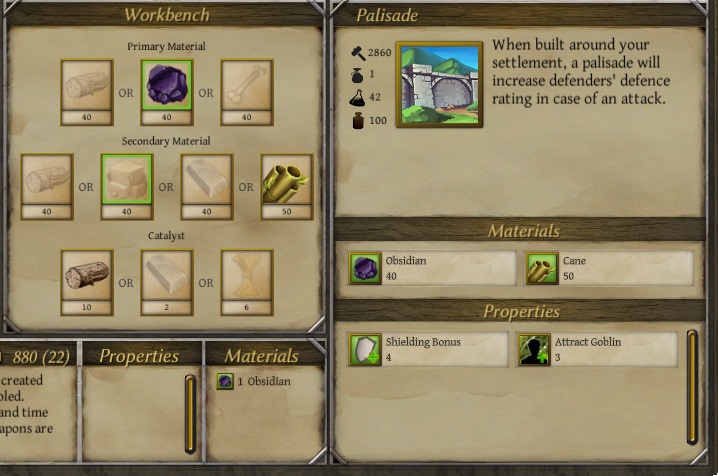 Workbench
Primary Material
40 OR 40 OR 40
Secondary Material
40 OR 40 OR 40 OR 50
Catalyst
10 OR 2 OR 6
880 (22)
created
and time
apons are
Properties
Materials
1 Obsidian
Palisade
2860
1
42
100
When built around your
settlement, a palisade will
increase defenders' defence
rating in case of an attack.
Materials
Obsidian
40
Cane
50
Properties
Shielding Bonus
4
Attract Goblin
3